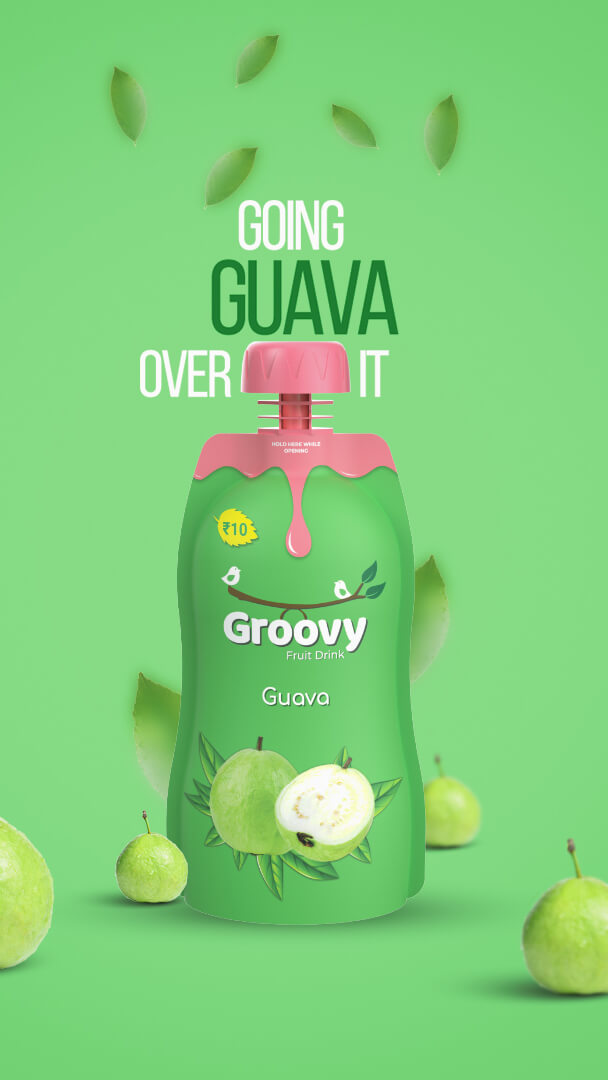 GOING
GUAVA
OVER IT
HOLD HERE WHILE
OPENING
₹10
Groovy
Fruit Drink
Guava